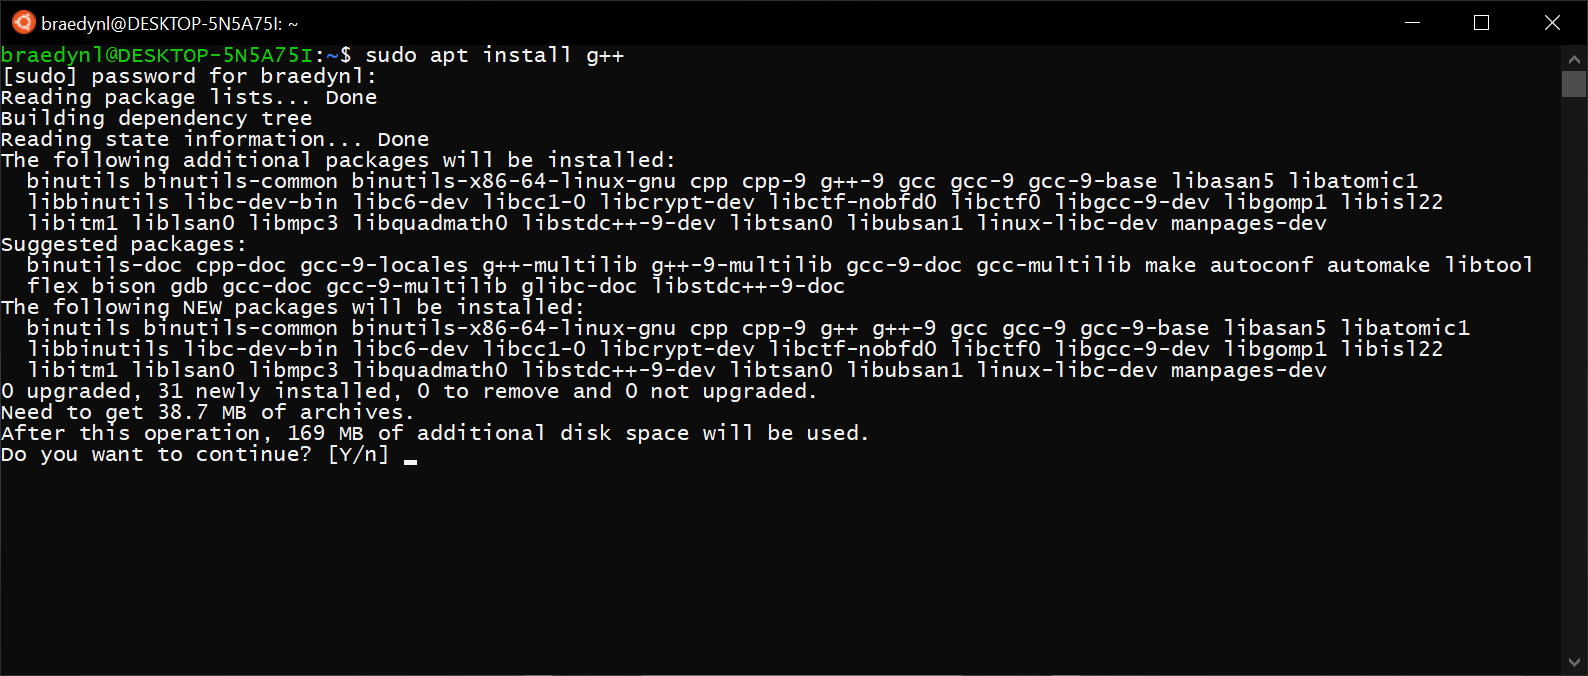 braedynl@DESKTOP-5N5A75I: ~
braedynl@DESKTOP-5N5A75I:~$ sudo apt install g++
[sudo] password for braedynl:
Reading package lists... Done
Building dependency tree
Reading state information... Done
The following additional packages will be installed:
  binutils binutils-common binutils-x86-64-linux-gnu cpp cpp-9 g++-9 gcc gcc-9 gcc-9-base libasan5 libatomic1
  libbinutils libc-dev-bin libc6-dev libcc1-0 libcrypt-dev libctf-nobfd0 libctf0 libgcc-9-dev libgomp1 libisl22
  libitm1 liblsan0 libmpc3 libquadmath0 libstdc++-9-dev libtsan0 libubsan1 linux-libc-dev manpages-dev
Suggested packages:
  binutils-doc cpp-doc gcc-9-locales g++-multilib g++-9-multilib gcc-9-doc gcc-multilib make autoconf automake libtool
  flex bison gdb gcc-doc gcc-9-multilib glibc-doc libstdc++-9-doc
The following NEW packages will be installed:
  binutils binutils-common binutils-x86-64-linux-gnu cpp cpp-9 g++ g++-9 gcc gcc-9 gcc-9-base libasan5 libatomic1
  libbinutils libc-dev-bin libc6-dev libcc1-0 libcrypt-dev libctf-nobfd0 libctf0 libgcc-9-dev libgomp1 libisl22
  libitm1 liblsan0 libmpc3 libquadmath0 libstdc++-9-dev libtsan0 libubsan1 linux-libc-dev manpages-dev
0 upgraded, 31 newly installed, 0 to remove and 0 not upgraded.
Need to get 38.7 MB of archives.
After this operation, 169 MB of additional disk space will be used.
Do you want to continue? [Y/n]